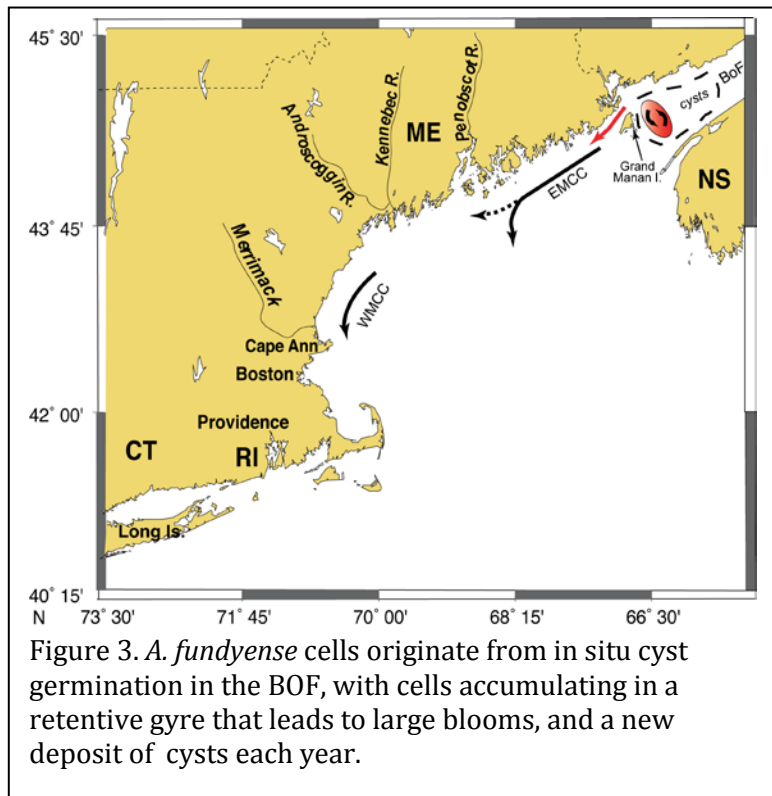 45° 30'
Penobscot R.
BoF
cysts
Kennebec R.
Androscoggin R.
ME
Grand
Manan I.
NS
EMCC
43° 45'
Merrimack
WMCC
Cape Ann
Boston
42° 00'
Providence
CT
RI
Long Is.
40° 15'
N
73° 30' 71° 45' 70° 00' 68° 15' 66° 30'
Figure 3. A. fundyense cells originate from in situ cyst
germination in the BOF, with cells accumulating in a
retentive gyre that leads to large blooms, and a new
deposit of cysts each year.